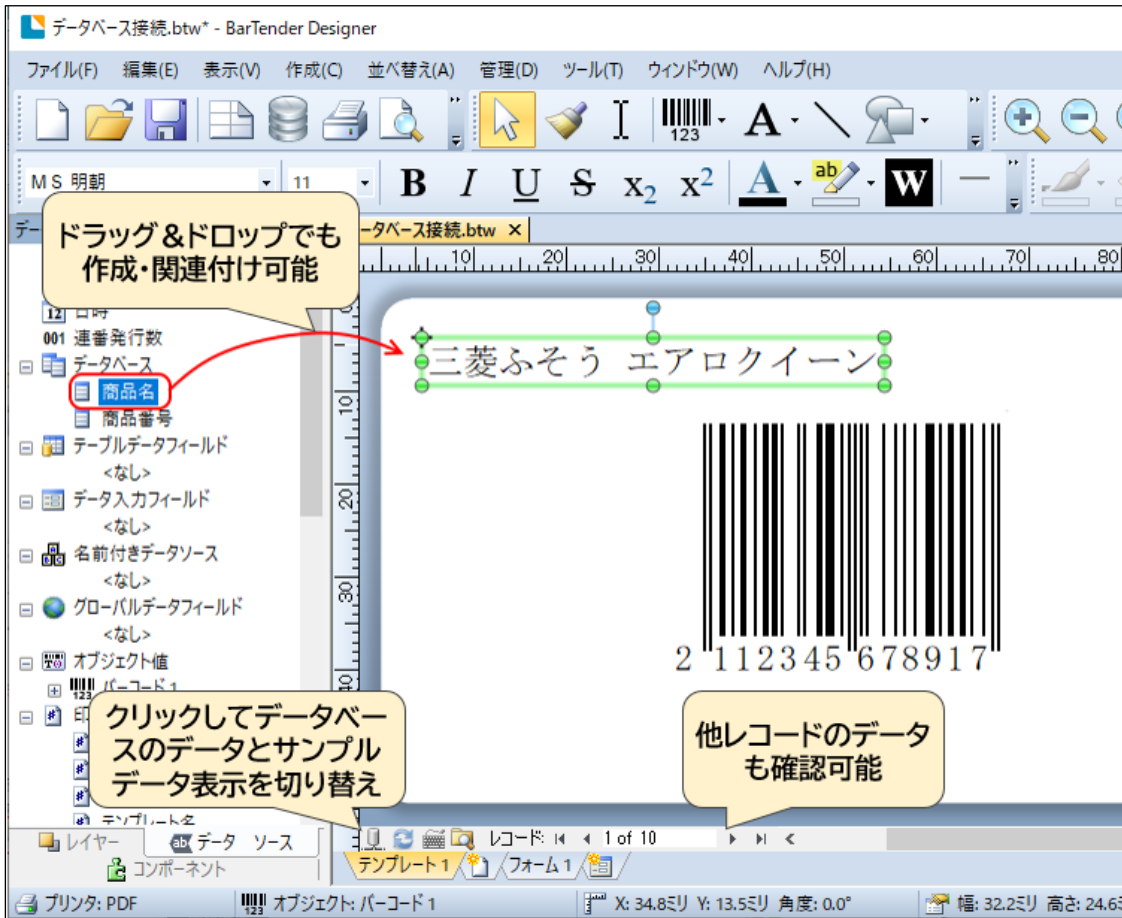 データベース接続.btw* - BarTender Designer
ファイル(F) 編集(E) 表示(V) 作成(C) 並べ替え(A) 管理(D) ツール(T) ウィンドウ(W) ヘルプ(H)
123 A
ＭＳ 明朝 11 B I U S x₂ x² A ab W
デー
ータベース接続.btw ×
ドラッグ＆ドロップでも
作成・関連付け可能
10 20 30 40 50 60 70 80
12 日時
001 連番発行数
データベース
商品名
商品番号
テーブルデータフィールド
<なし>
データ入力フィールド
<なし>
名前付きデータソース
<なし>
グローバルデータフィールド
<なし>
オブジェクト値
バーコード 1
印
テンプレート名
0
10
20
30
40
三菱ふそう エアロクイーン
2 112345 678917
クリックしてデータベー
スのデータとサンプル
データ表示を切り替え
他レコードのデータ
も確認可能
レイヤー データ ソース
コンポーネント
レコード: 1 of 10
テンプレート 1 フォーム 1
プリンタ: PDF オブジェクト: バーコード 1 X: 34.8ミリ Y: 13.5ミリ 角度: 0.0° 幅: 32.2ミリ 高さ: 24.6